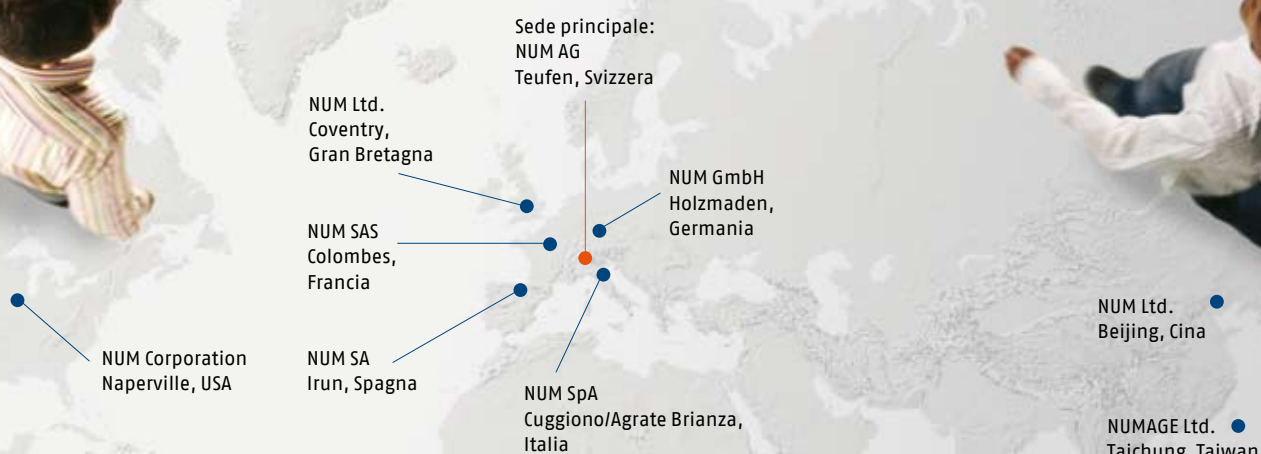 Sede principale:
NUM AG
Teufen, Svizzera
NUM Ltd.
Coventry,
Gran Bretagna
NUM GmbH
Holzmaden,
Germania
NUM SAS
Colombes,
Francia
NUM Ltd.
Beijing, Cina
NUM Corporation
Naperville, USA
NUM SA
Irun, Spagna
NUM SpA
Cuggiono/Agrate Brianza,
Italia
NUMAGE Ltd.
Taichung, Taiwan